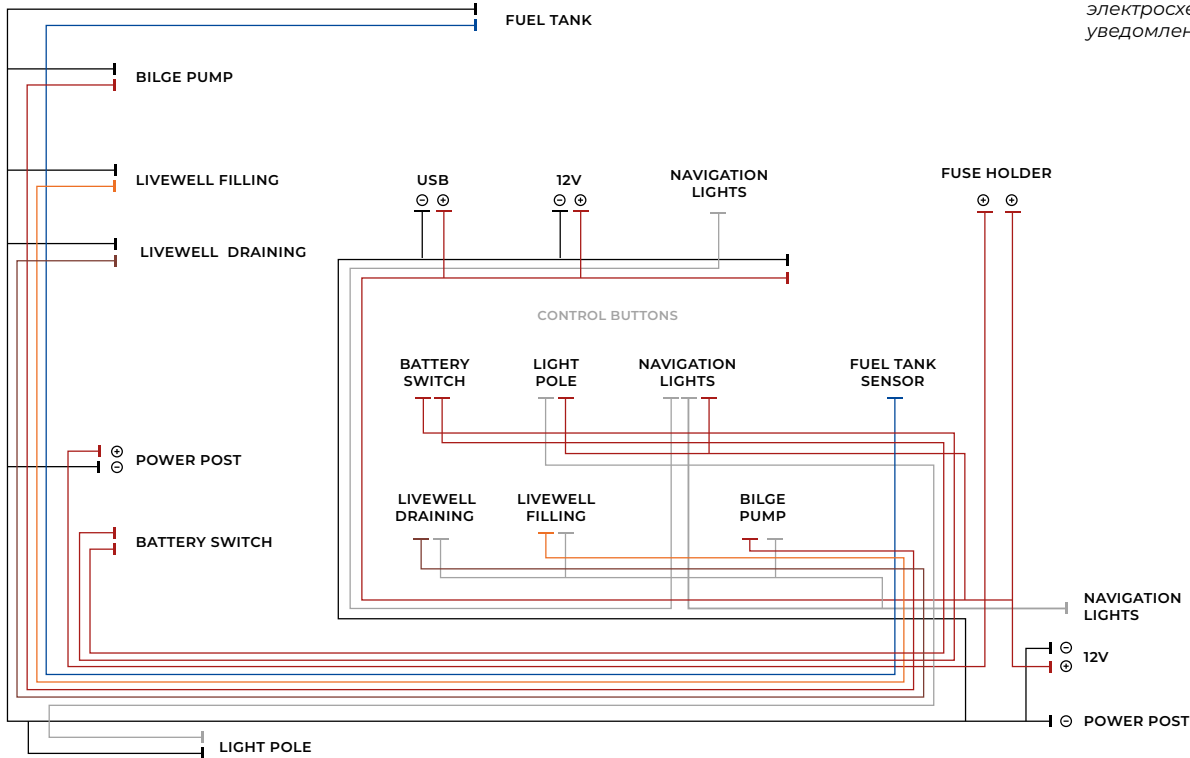 электросхе
уведомлен
FUEL TANK
BILGE PUMP
LIVEWELL FILLING
LIVEWELL DRAINING
USB
12V
NAVIGATION
LIGHTS
FUSE HOLDER
CONTROL BUTTONS
BATTERY
SWITCH
LIGHT
POLE
NAVIGATION
LIGHTS
FUEL TANK
SENSOR
POWER POST
LIVEWELL
DRAINING
LIVEWELL
FILLING
BILGE
PUMP
BATTERY SWITCH
NAVIGATION
LIGHTS
12V
POWER POST
LIGHT POLE